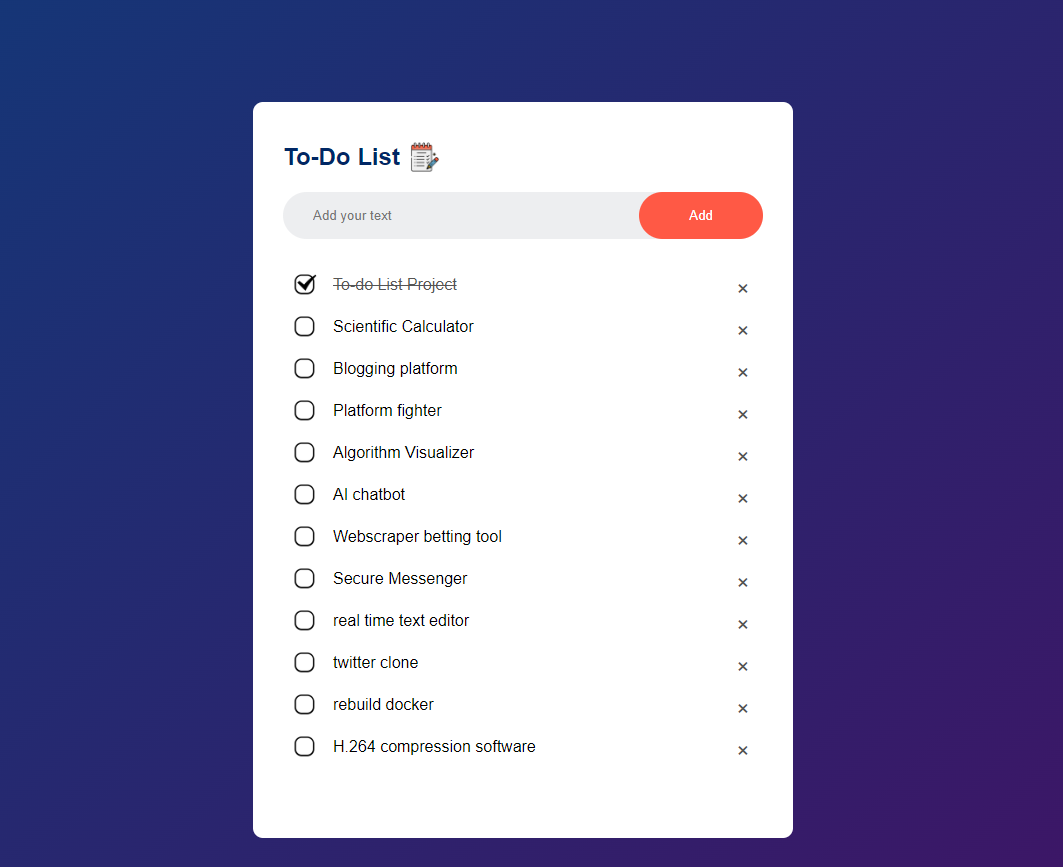 To-Do List
Add your text
Add
To-do List Project
×
Scientific Calculator
×
Blogging platform
×
Platform fighter
×
Algorithm Visualizer
×
AI chatbot
×
Webscraper betting tool
×
Secure Messenger
×
real time text editor
×
twitter clone
×
rebuild docker
×
H.264 compression software
×